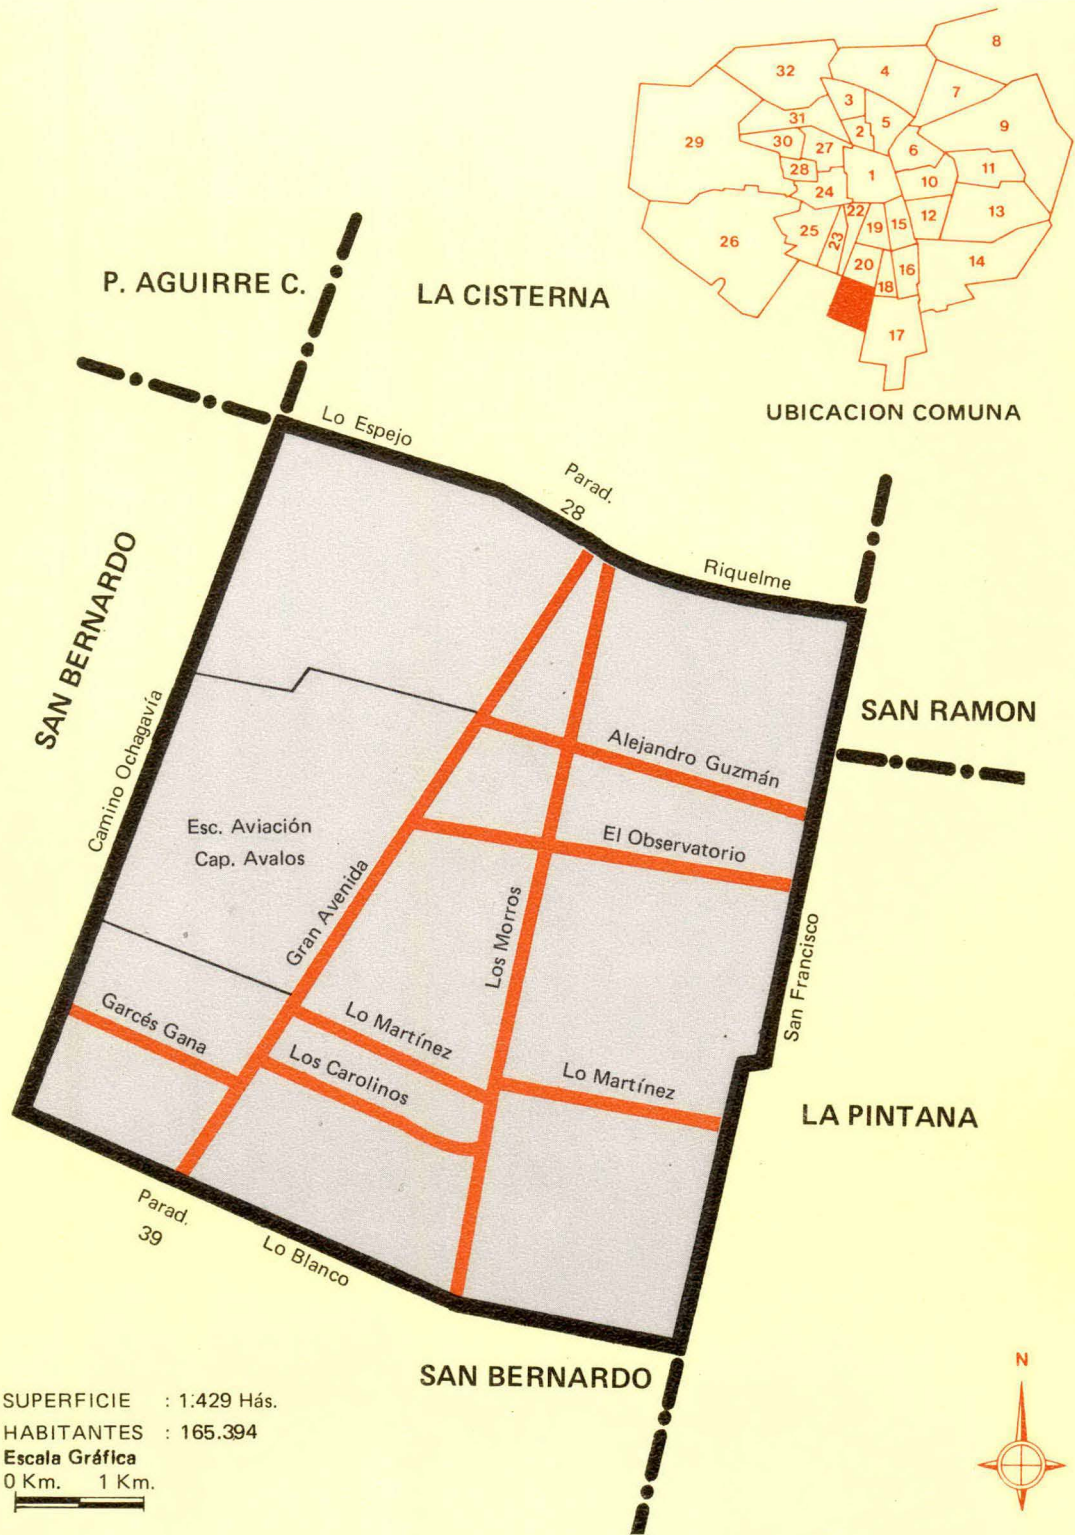 8
32
4
7
3
31
5
9
2
29
30
27
6
28
11
1
10
24
22
13
12
15
25
19
23
26
14
20
16
18
17
UBICACION COMUNA
P. AGUIRRE C.
LA CISTERNA
Lo Espejo
Parad.
28
Riquelme
SAN BERNARDO
SAN RAMON
Camino Ochagavía
Alejandro Guzmán
Esc. Aviación
Cap. Avalos
El Observatorio
Gran Avenida
Los Morros
San Francisco
Garcés Gana
Lo Martínez
Los Carolinos
Lo Martínez
LA PINTANA
Parad.
39
Lo Blanco
SAN BERNARDO
N
SUPERFICIE : 1.429 Hás.
HABITANTES : 165.394
Escala Gráfica
0 Km. 1 Km.